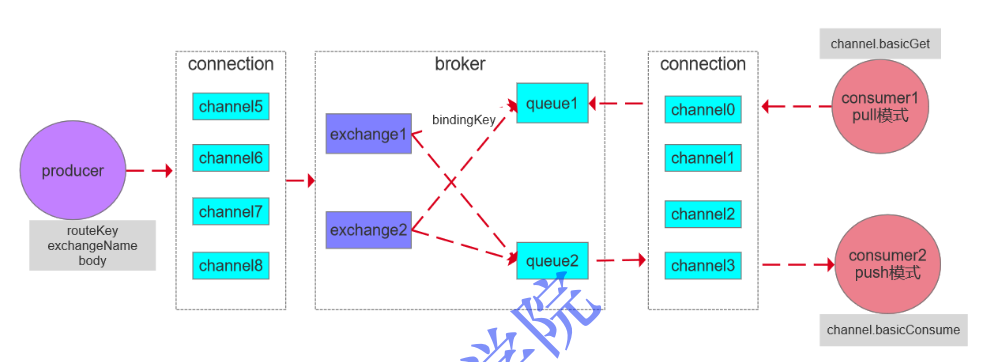 producer
routeKey
exchangeName
body
connection
channel5
channel6
channel7
channel8
broker
exchange1
exchange2
bindingKey
queue1
queue2
connection
channel0
channel1
channel2
channel3
channel.basicGet
consumer1
pull模式
consumer2
push模式
channel.basicConsume
学院